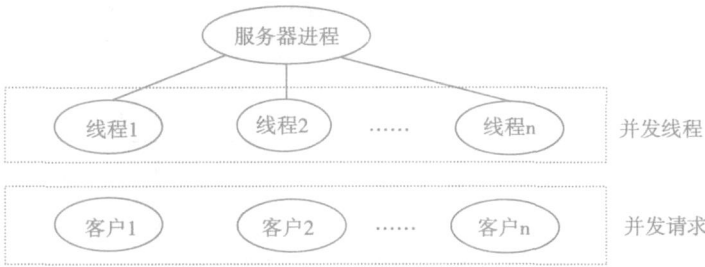 服务器进程
线程1 线程2 …… 线程n 并发线程
客户1 客户2 …… 客户n 并发请求